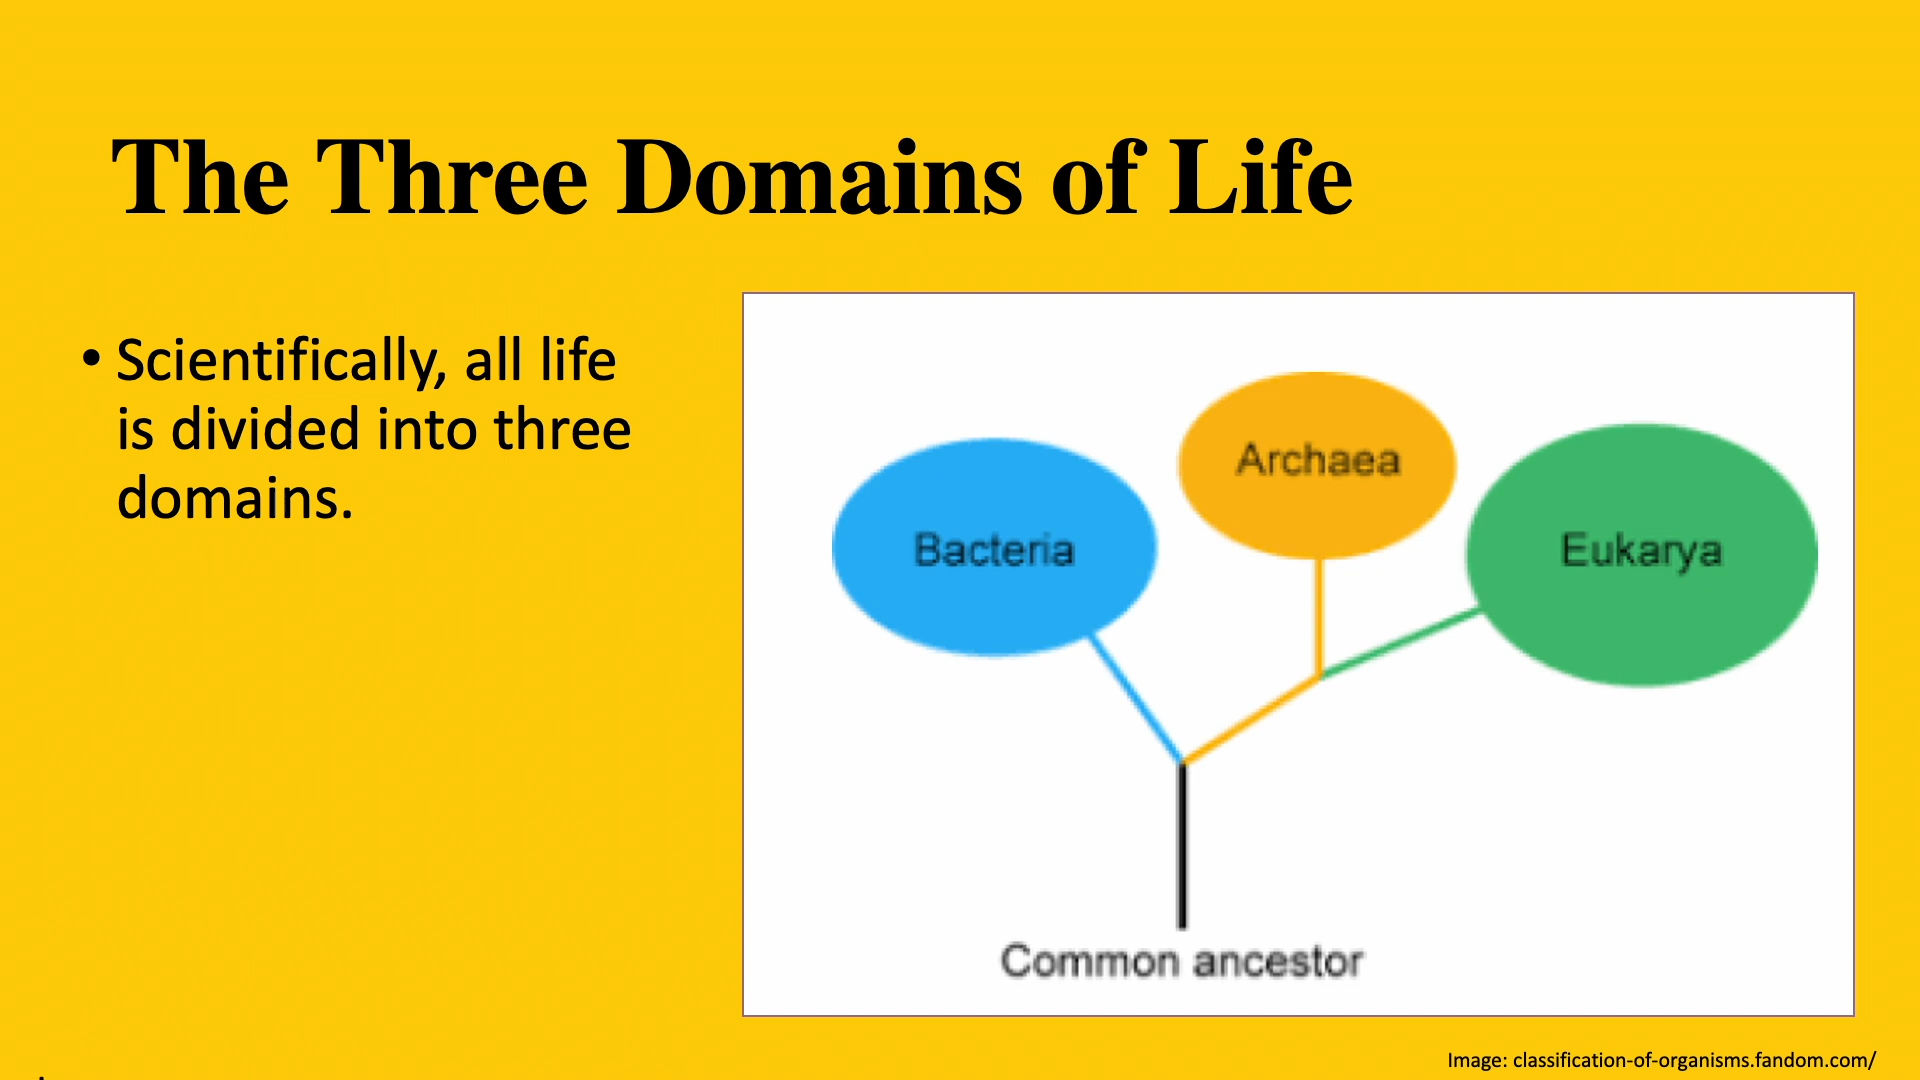 The Three Domains of Life
• Scientifically, all life
is divided into three
domains.
Archaea
Bacteria
Eukarya
Common ancestor
Image: classification-of-organisms.fandom.com/